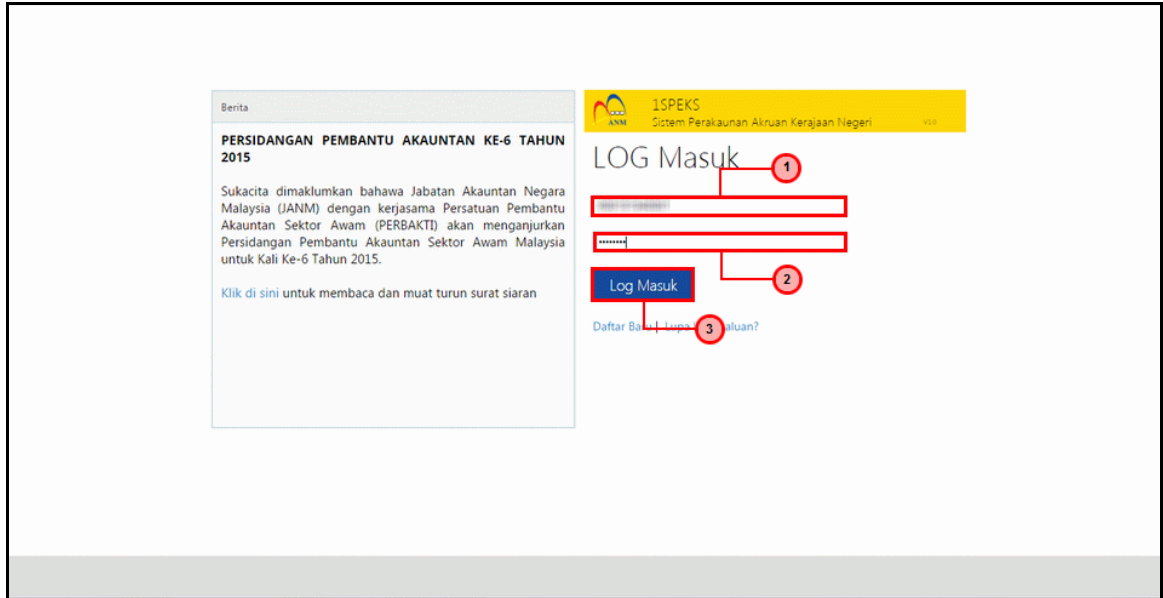 Berita
PERSIDANGAN PEMBANTU AKAUNTAN KE-6 TAHUN
2015
Sukacita dimaklumkan bahawa Jabatan Akauntan Negara
Malaysia (JANM) dengan kerjasama Persatuan Pembantu
Akauntan Sektor Awam (PERBAKTI) akan menganjurkan
Persidangan Pembantu Akauntan Sektor Awam Malaysia
untuk Kali Ke-6 Tahun 2015.
Klik di sini untuk membaca dan muat turun surat siaran
ANM
1SPEKS
Sistem Perakaunan Akruan Kerajaan Negeri
V2.0
LOG Masuk
1
2
Log Masuk
3
Daftar | Lupa